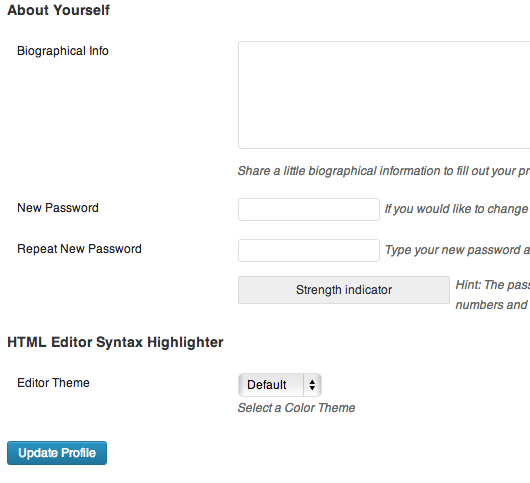 About Yourself
Biographical Info
Share a little biographical information to fill out your pr
New Password
If you would like to change
Repeat New Password
Type your new password a
Strength indicator
Hint: The pass
numbers and
HTML Editor Syntax Highlighter
Editor Theme
Default
Select a Color Theme
Update Profile